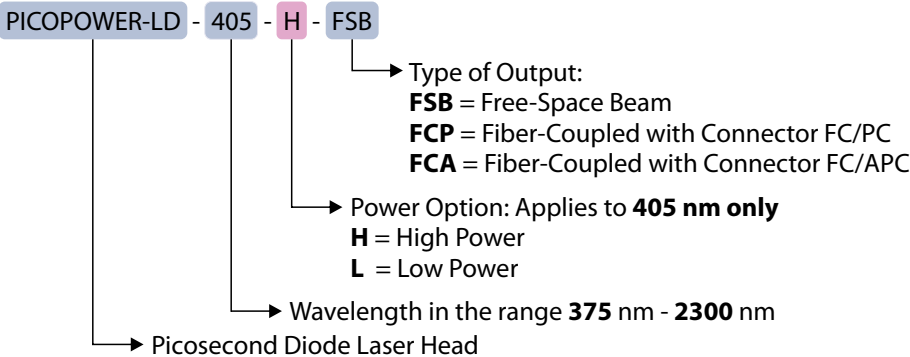 PICOPOWER-LD - 405 - H - FSB
Type of Output:
FSB = Free-Space Beam
FCP = Fiber-Coupled with Connector FC/PC
FCA = Fiber-Coupled with Connector FC/APC
Power Option: Applies to 405 nm only
H = High Power
L = Low Power
Wavelength in the range 375 nm - 2300 nm
Picosecond Diode Laser Head